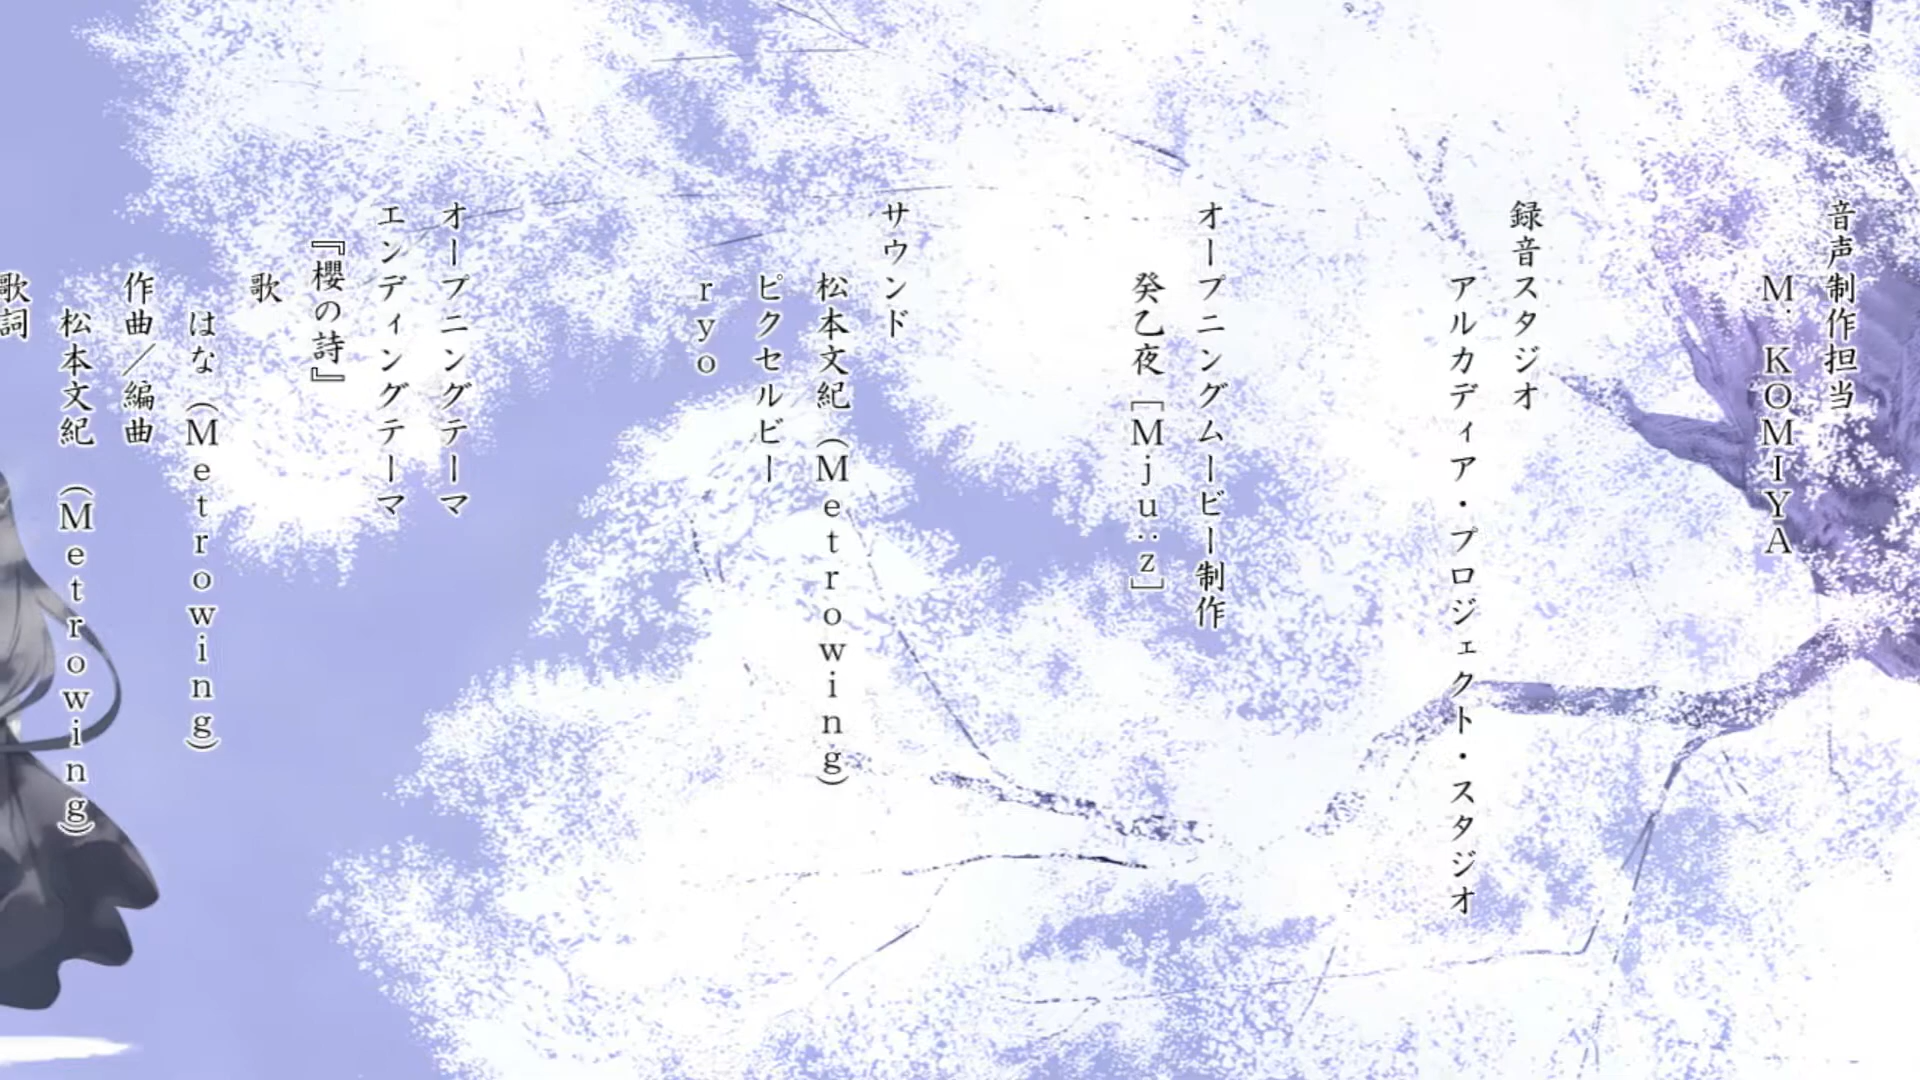 音声制作担当
M.KOMIYA
録音スタジオ
アルカディア・プロジェクト・スタジオ
オープニングムービー制作
癸乙夜［Mju:z］
サウンド
松本文紀（Metrowing）
ピクセルビー
ryo
オープニングテーマ
エンディングテーマ
『櫻の詩』
歌
はな（Metrowing）
作曲／編曲
松本文紀（Metrowing）
歌詞